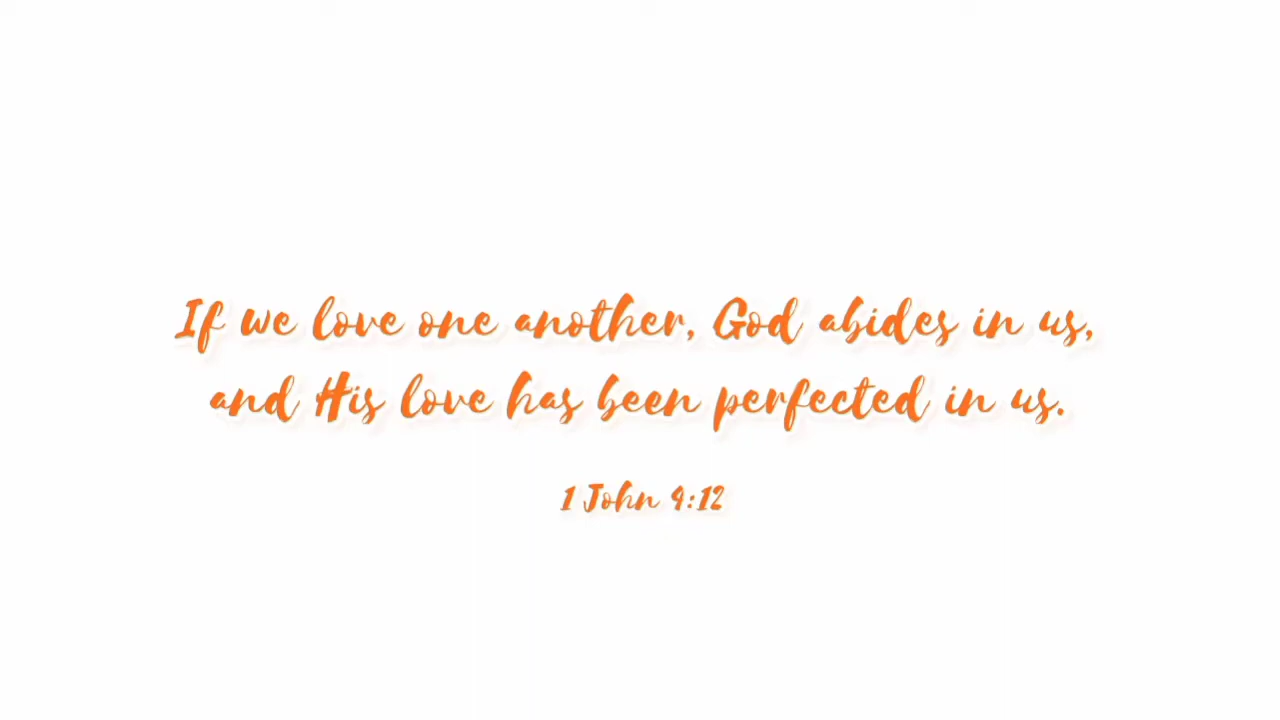 If we love one another, God abides in us,
and His love has been perfected in us.
1 John 4:12